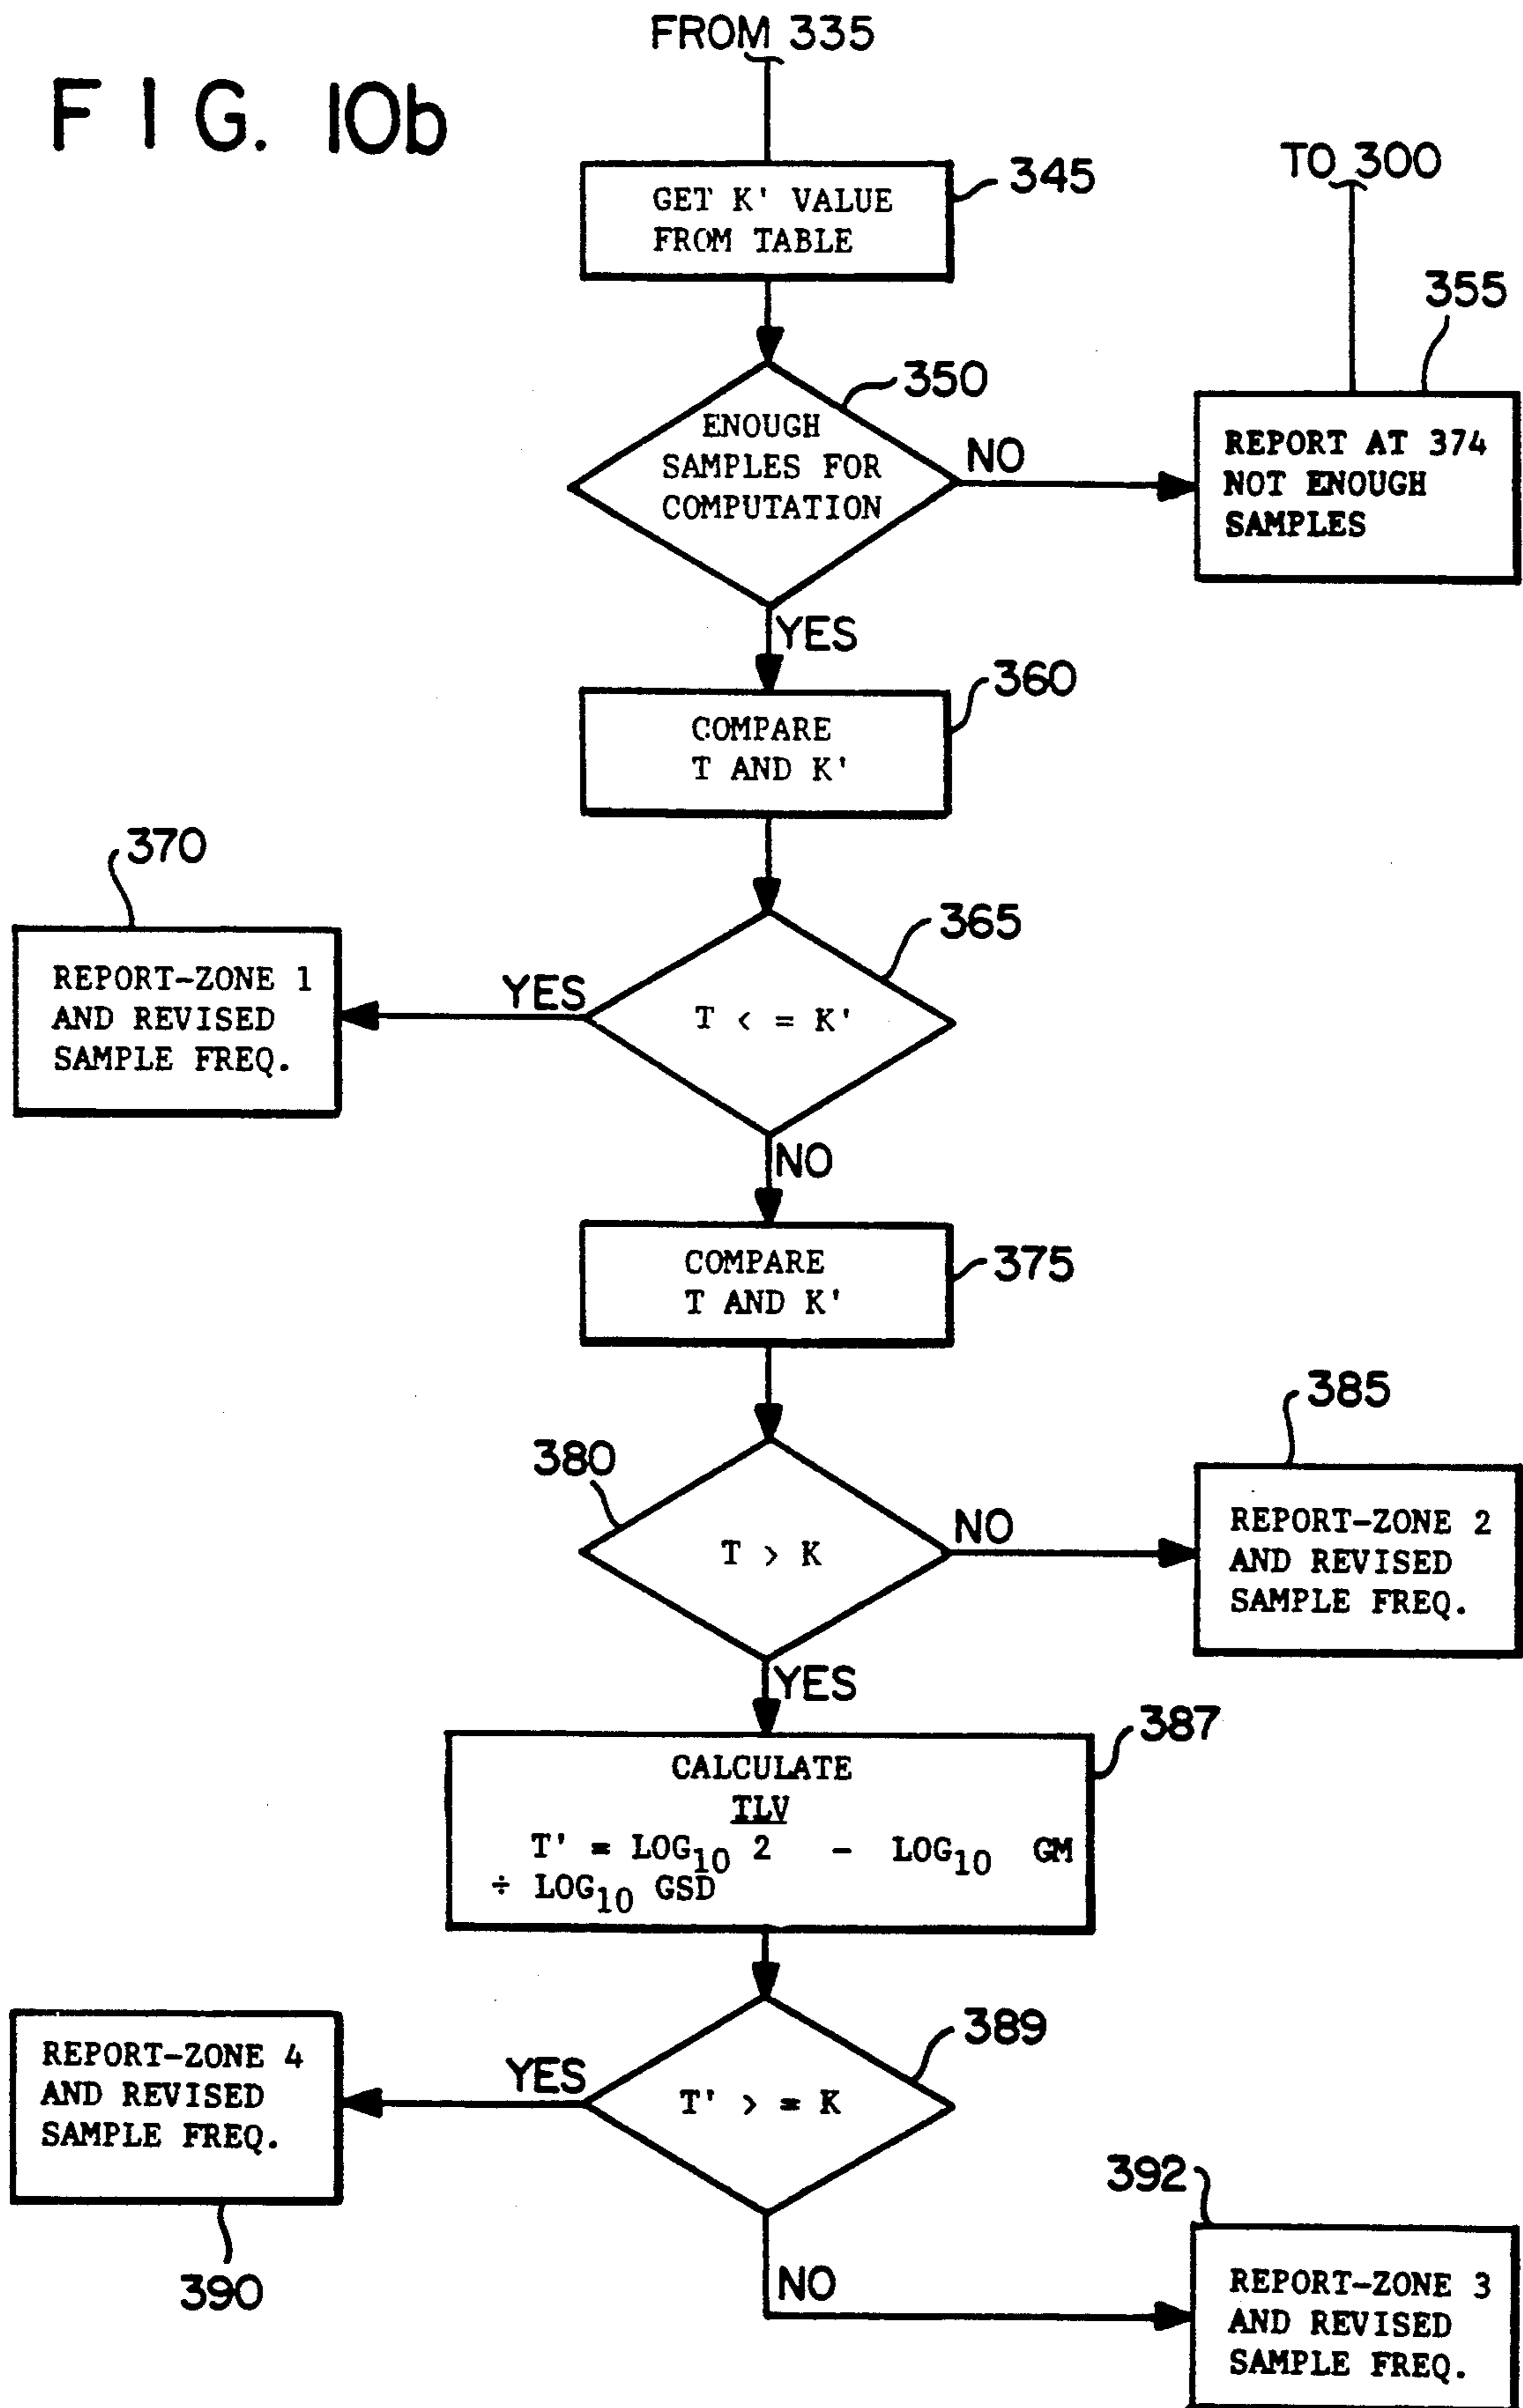 FROM 335
FIG. 10b
TO 300
345
GET K' VALUE
FROM TABLE
355
350
ENOUGH
SAMPLES FOR
COMPUTATION
NO
REPORT AT 374
NOT ENOUGH
SAMPLES
YES
360
COMPARE
T AND K'
370
365
REPORT-ZONE 1
AND REVISED
SAMPLE FREQ.
YES
T < = K'
NO
375
COMPARE
T AND K'
385
380
T > K
NO
REPORT-ZONE 2
AND REVISED
SAMPLE FREQ.
YES
387
CALCULATE
TLV
T' = LOG10 2 - LOG10 GM
÷ LOG10 GSD
389
REPORT-ZONE 4
AND REVISED
SAMPLE FREQ.
YES
T' > = K
390
392
NO
REPORT-ZONE 3
AND REVISED
SAMPLE FREQ.